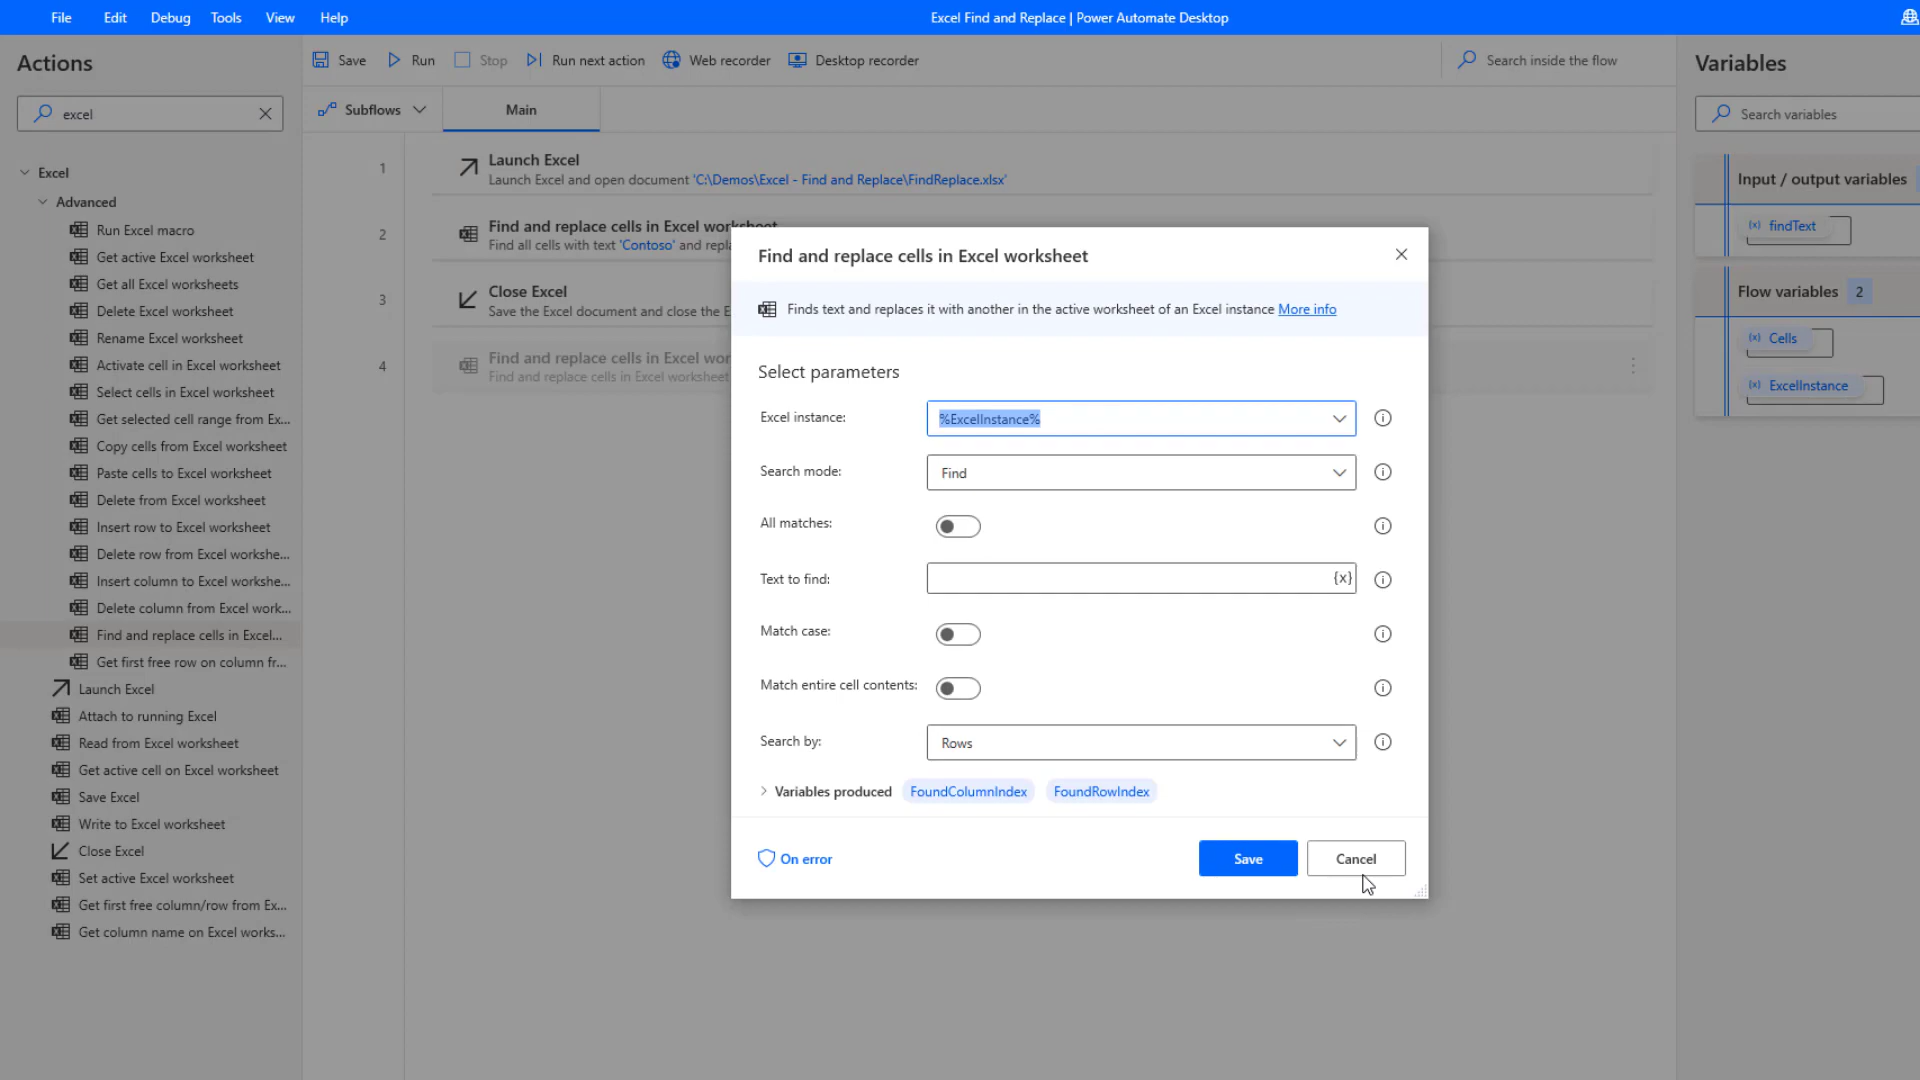 File
Edit
Debug
Tools
View
Help
Excel Find and Replace | Power Automate Desktop
Actions
excel
Excel
Advanced
Run Excel macro
Get active Excel worksheet
Get all Excel worksheets
Delete Excel worksheet
Rename Excel worksheet
Activate cell in Excel worksheet
Select cells in Excel worksheet
Get selected cell range from Ex...
Copy cells from Excel worksheet
Paste cells to Excel worksheet
Delete from Excel worksheet
Insert row to Excel worksheet
Delete row from Excel workshe...
Insert column to Excel workshe...
Delete column from Excel work...
Find and replace cells in Excel...
Get first free row on column fr...
Launch Excel
Attach to running Excel
Read from Excel worksheet
Get active cell on Excel worksheet
Save Excel
Write to Excel worksheet
Close Excel
Set active Excel worksheet
Get first free column/row from Ex...
Get column name on Excel works...
Save
Run
Stop
Run next action
Web recorder
Desktop recorder
Search inside the flow
Subflows
Main
1
Launch Excel
Launch Excel and open document 'C:\Demos\Excel - Find and Replace\FindReplace.xlsx'
2
Find and replace cells in Excel worksheet
Find all cells with text 'Contoso' and repla
3
Close Excel
Save the Excel document and close the E
4
Find and replace cells in Excel wor
Find and replace cells in Excel worksheet
Find and replace cells in Excel worksheet
Finds text and replaces it with another in the active worksheet of an Excel instance More info
Select parameters
Excel instance:
%ExcelInstance%
Search mode:
Find
All matches:
Text to find:
{x}
Match case:
Match entire cell contents:
Search by:
Rows
Variables produced
FoundColumnIndex
FoundRowIndex
On error
Save
Cancel
Variables
Search variables
Input / output variables
(x) findText
Flow variables
2
(x) Cells
(x) ExcelInstance